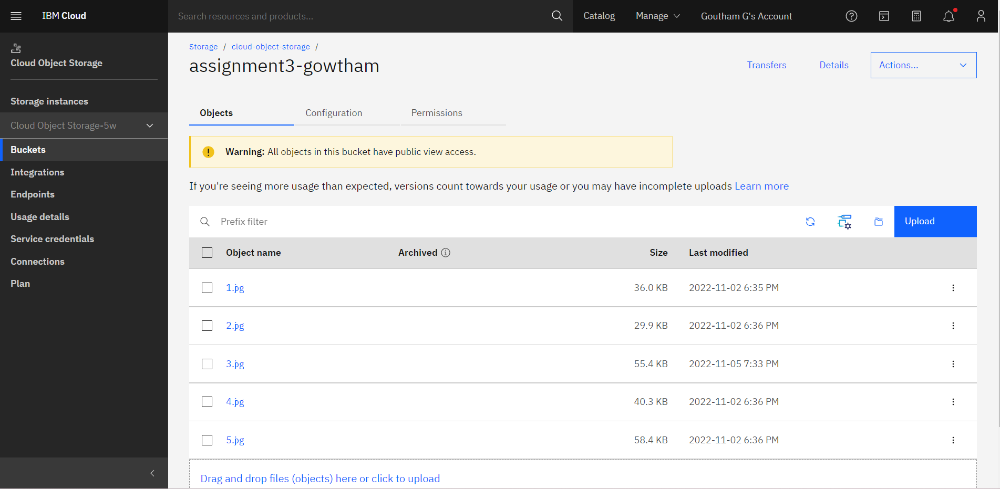 IBM Cloud
Search resources and products...
Catalog
Manage
Goutham G's Account
Cloud Object Storage
Storage instances
Cloud Object Storage-5w
Buckets
Integrations
Endpoints
Usage details
Service credentials
Connections
Plan
Storage / cloud-object-storage /
assignment3-gowtham
Transfers
Details
Actions...
Objects
Configuration
Permissions
Warning: All objects in this bucket have public view access.
If you're seeing more usage than expected, versions count towards your usage or you may have incomplete uploads Learn more
Prefix filter
Upload
Object name Archived Size Last modified
1.jpg 36.0 KB 2022-11-02 6:35 PM
2.jpg 29.9 KB 2022-11-02 6:36 PM
3.jpg 55.4 KB 2022-11-05 7:33 PM
4.jpg 40.3 KB 2022-11-02 6:36 PM
5.jpg 58.4 KB 2022-11-02 6:36 PM
Drag and drop files (objects) here or click to upload